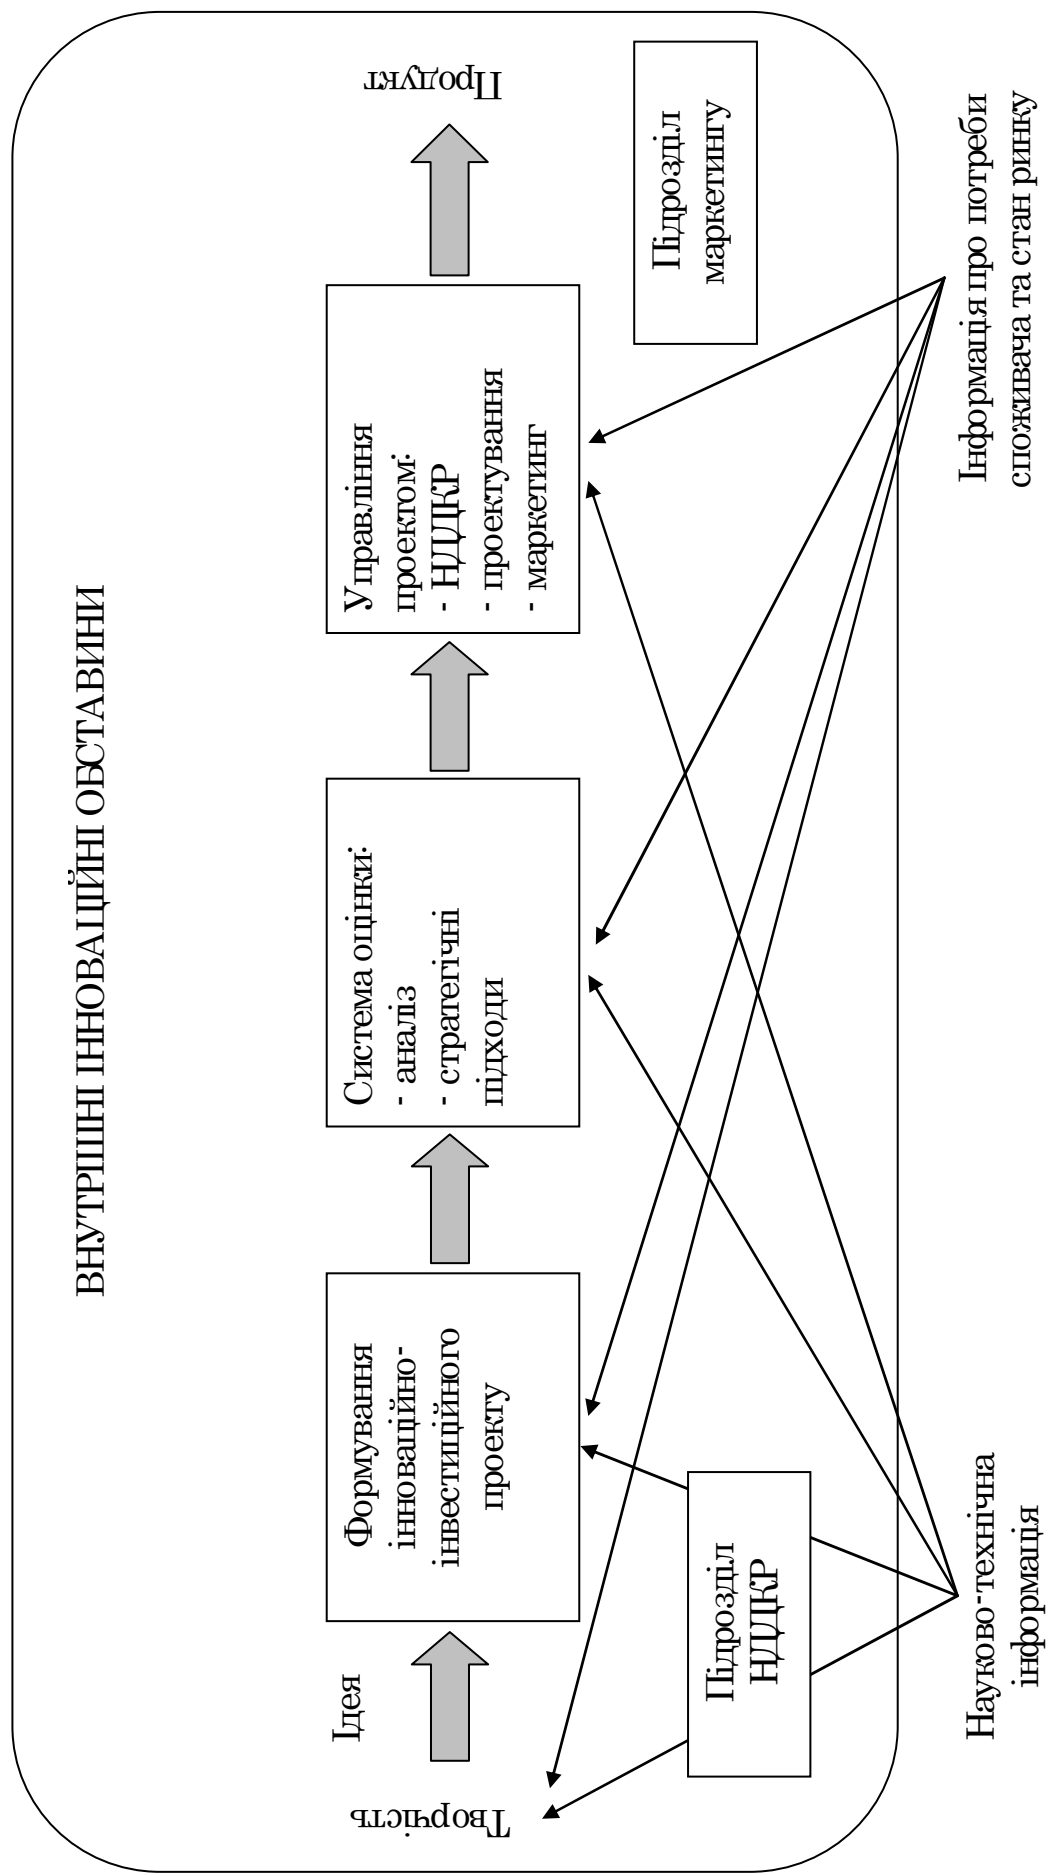 ВНУТРІШНІ ІННОВАЦІЙНІ ОБСТАВИНИ
Творчість
Ідея
Формування
інноваційно-
інвестиційного
проекту
Система оцінки:
- аналіз
- стратегічні
підходи
Управління
проектом:
- НДДКР
- проектування
- маркетинг
Продукт
Підрозділ
НДДКР
Підрозділ
маркетингу
Науково-технічна
інформація
Інформація про потреби
споживача та стан ринку